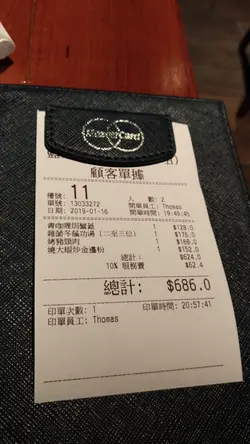 MasterCard
顧客單據
檯號: 11
人 數: 2
單號: 13033272
開單員工: Thomas
日期: 2019-01-16
開單時間: 19:49:45
青咖喱焗蟹蓋 1 $128.0
雜菌冬蔭功湯 (二至三位) 1 $176.0
烤豬頸肉 1 $168.0
燒大蝦炒金邊粉 1 $152.0
總計: $624.0
10% 服務費 $62.4
總計: $686.0
印單次數: 1
印單時間: 20:57:41
印單員工: Thomas